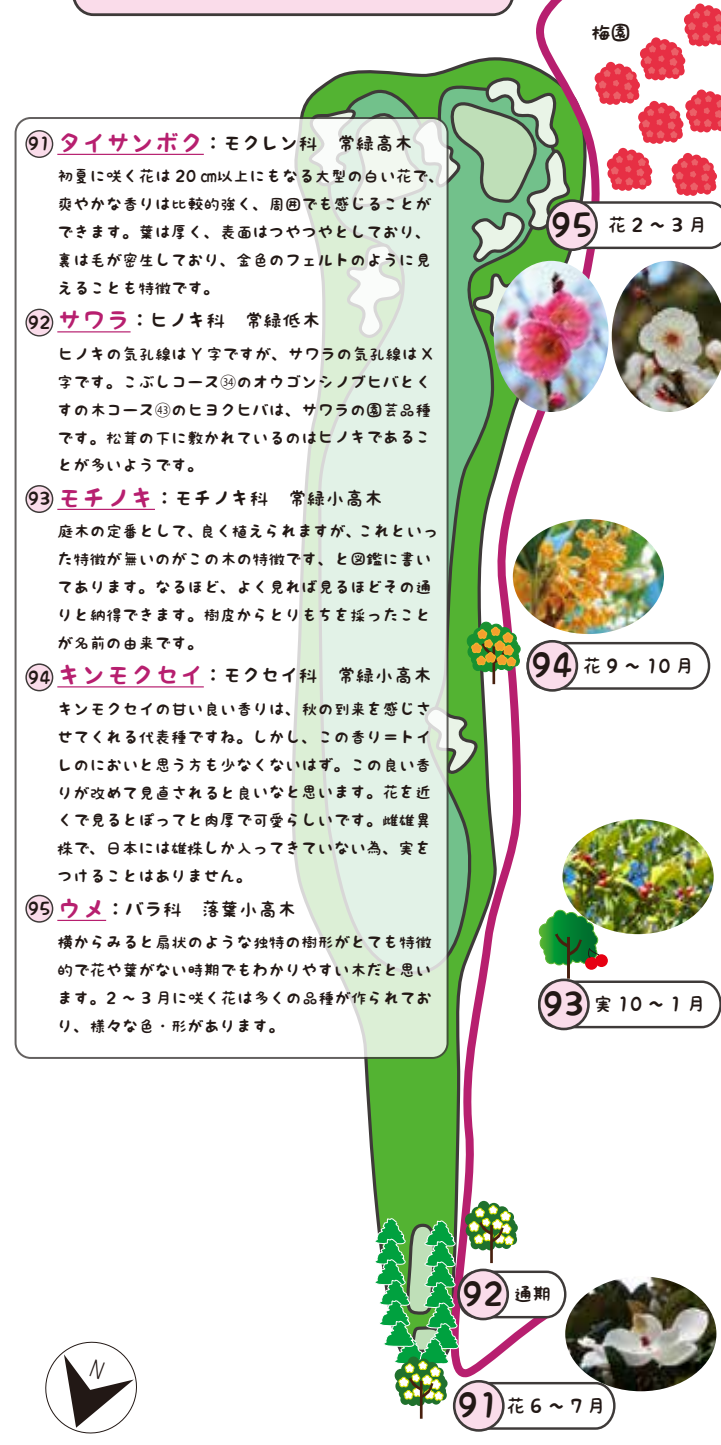 梅園
91 タイサンボク：モクレン科　常緑高木
初夏に咲く花は 20 ㎝以上にもなる大型の白い花で、
爽やかな香りは比較的強く、周囲でも感じることが
できます。葉は厚く、表面はつやつやとしており、
裏は毛が密生しており、金色のフェルトのように見
えることも特徴です。
92 サワラ：ヒノキ科　常緑低木
ヒノキの気孔線は Y 字ですが、サワラの気孔線は X
字です。こぶしコース㉞のオウゴンシノブヒバとく
すの木コース㊸のヒヨクヒバは、サワラの園芸品種
です。松茸の下に敷かれているのはヒノキであるこ
とが多いようです。
93 モチノキ：モチノキ科　常緑小高木
庭木の定番として、良く植えられますが、これといっ
た特徴が無いのがこの木の特徴です、と図鑑に書い
てあります。なるほど、よく見れば見るほどその通
りと納得できます。樹皮からとりもちを採ったこと
が名前の由来です。
94 キンモクセイ：モクセイ科　常緑小高木
キンモクセイの甘い良い香りは、秋の到来を感じさ
せてくれる代表種ですね。しかし、この香り＝トイ
レのにおいと思う方も少なくないはず。この良い香
りが改めて見直されると良いなと思います。花を近
くで見るとぽってと肉厚で可愛らしいです。雌雄異
株で、日本には雄株しか入ってきていない為、実を
つけることはありません。
95 ウメ：バラ科　落葉小高木
横からみると扇状のような独特の樹形がとても特徴
的で花や葉がない時期でもわかりやすい木だと思い
ます。2 ～ 3 月に咲く花は多くの品種が作られてお
り、様々な色・形があります。
95 花 2 ～ 3 月
94 花 9 ～ 10 月
93 実 10 ～ 1 月
92 通期
91 花 6 ～ 7 月
N